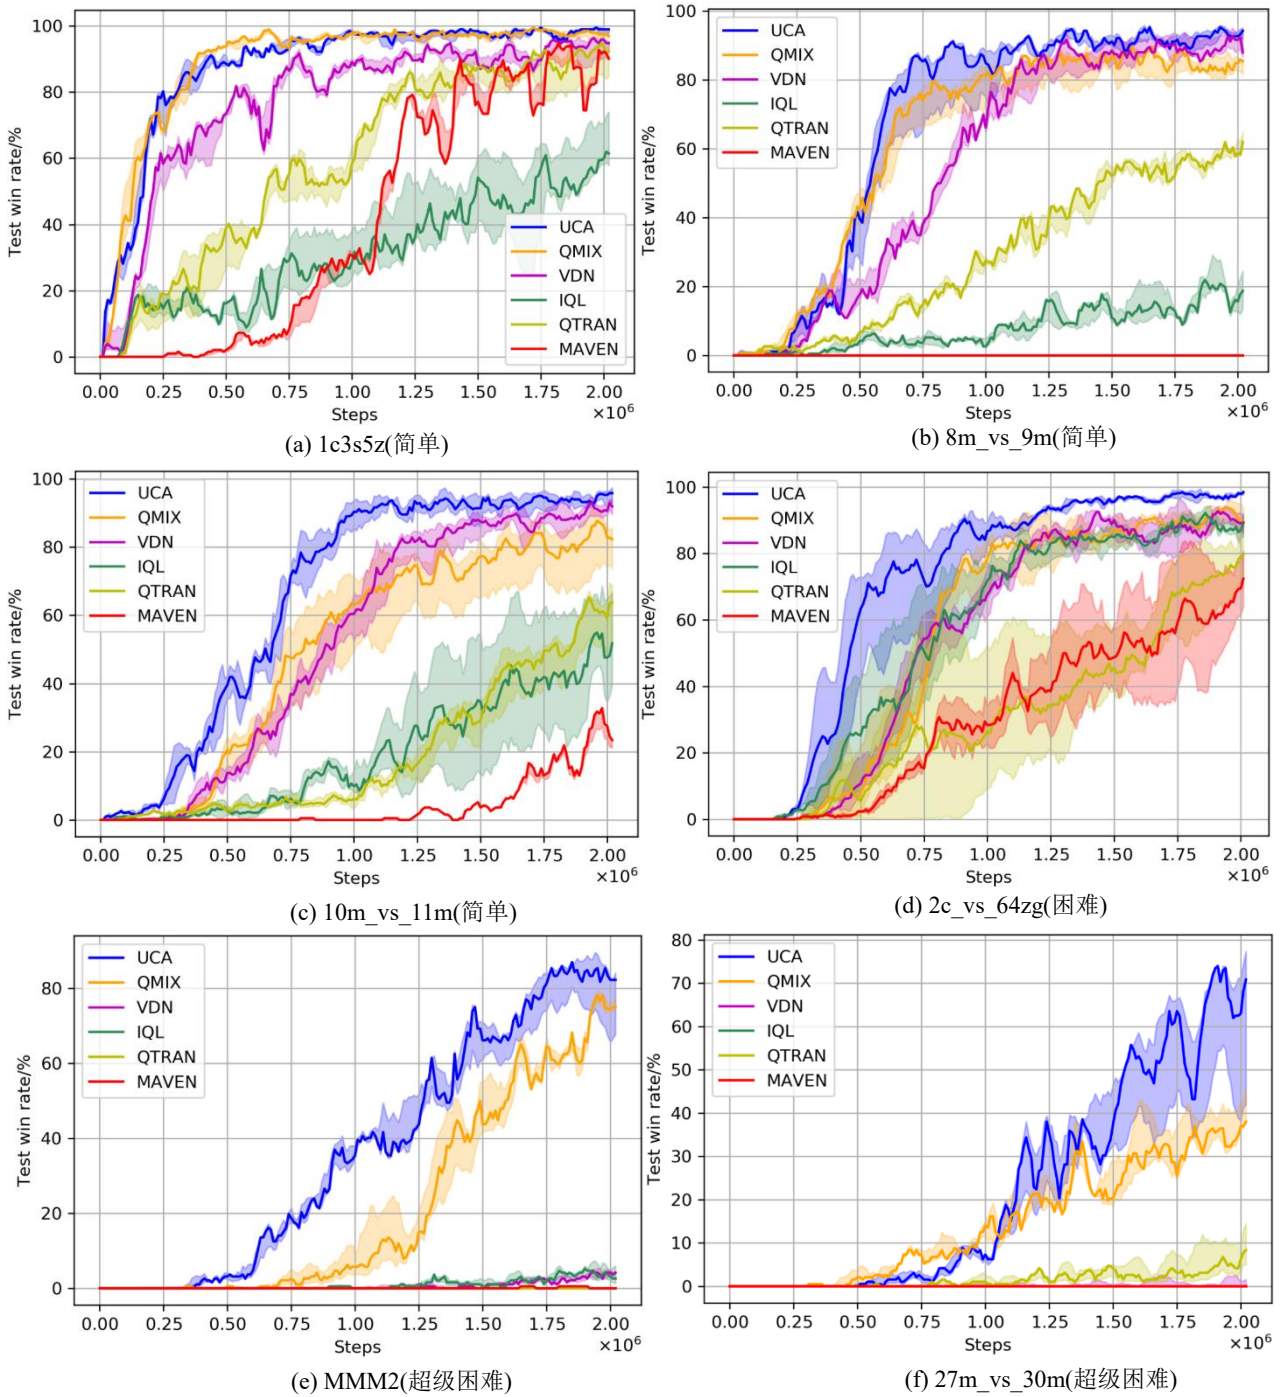 100
80
60
40
20
0
Test win rate/%
UCA
QMIX
VDN
IQL
QTRAN
MAVEN
0.00 0.25 0.50 0.75 1.00 1.25 1.50 1.75 2.00
Steps
×10⁶
(a) 1c3s5z(简单)
100
80
60
40
20
0
Test win rate/%
UCA
QMIX
VDN
IQL
QTRAN
MAVEN
0.00 0.25 0.50 0.75 1.00 1.25 1.50 1.75 2.00
Steps
×10⁶
(b) 8m_vs_9m(简单)
100
80
60
40
20
0
Test win rate/%
UCA
QMIX
VDN
IQL
QTRAN
MAVEN
0.00 0.25 0.50 0.75 1.00 1.25 1.50 1.75 2.00
Steps
×10⁶
(c) 10m_vs_11m(简单)
100
80
60
40
20
0
Test win rate/%
UCA
QMIX
VDN
IQL
QTRAN
MAVEN
0.00 0.25 0.50 0.75 1.00 1.25 1.50 1.75 2.00
Steps
×10⁶
(d) 2c_vs_64zg(困难)
80
60
40
20
0
Test win rate/%
UCA
QMIX
VDN
IQL
QTRAN
MAVEN
0.00 0.25 0.50 0.75 1.00 1.25 1.50 1.75 2.00
Steps
×10⁶
(e) MMM2(超级困难)
80
70
60
50
40
30
20
10
0
Test win rate/%
UCA
QMIX
VDN
IQL
QTRAN
MAVEN
0.00 0.25 0.50 0.75 1.00 1.25 1.50 1.75 2.00
Steps
×10⁶
(f) 27m_vs_30m(超级困难)